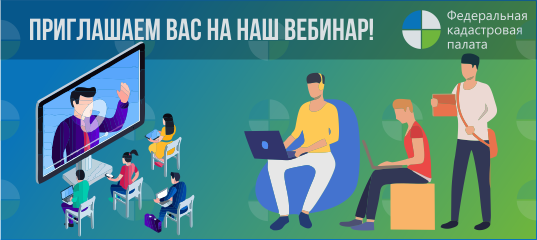 ПРИГЛАШАЕМ ВАС НА НАШ ВЕБИНАР!
Федеральная
кадастровая
палата